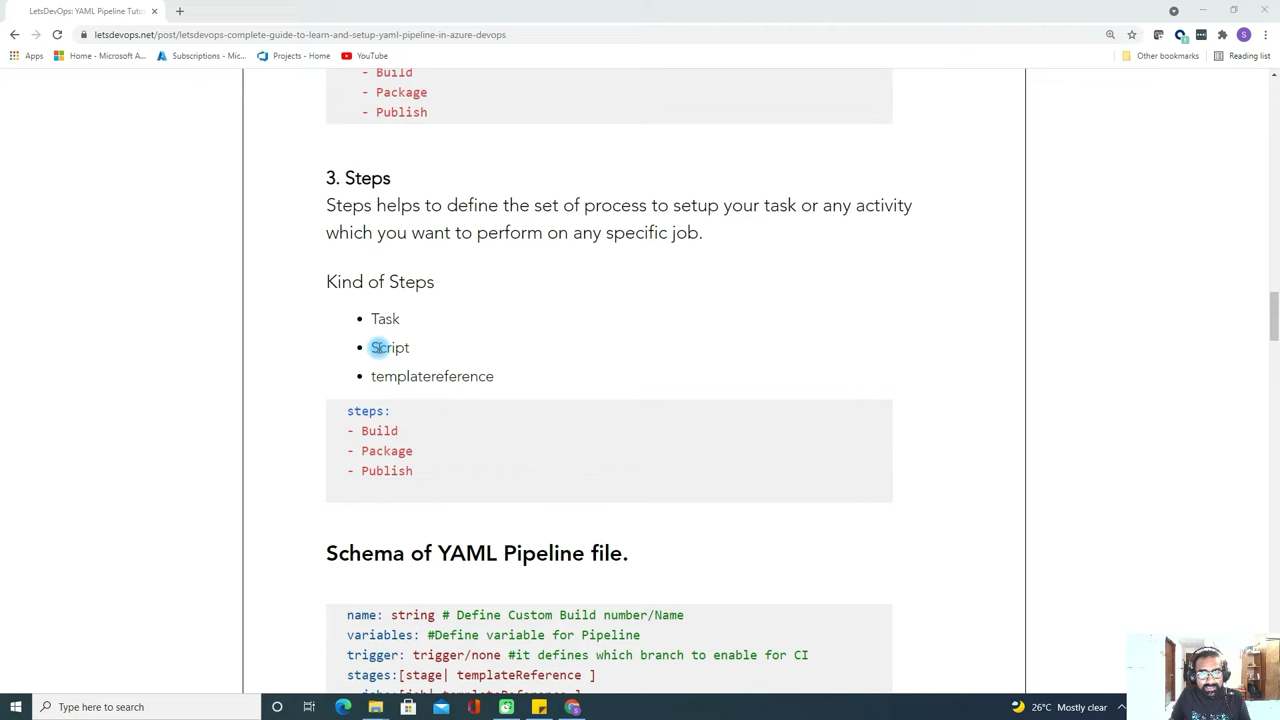 LetsDevOps: YAML Pipeline Tuto
letsdevops.net/post/letsdevops-complete-guide-to-learn-and-setup-yaml-pipeline-in-azure-devops
S
Apps
Home - Microsoft A...
Subscriptions - Mic...
Projects - Home
YouTube
Other bookmarks
Reading list
- Build
- Package
- Publish
3. Steps
Steps helps to define the set of process to setup your task or any activity
which you want to perform on any specific job.
Kind of Steps
• Task
• Script
• templatereference
steps:
- Build
- Package
- Publish
Schema of YAML Pipeline file.
name: string # Define Custom Build number/Name
variables: #Define variable for Pipeline
trigger: trigger/none #it defines which branch to enable for CI
stages:[stage| templateReference ]
Type here to search
26°C Mostly clear